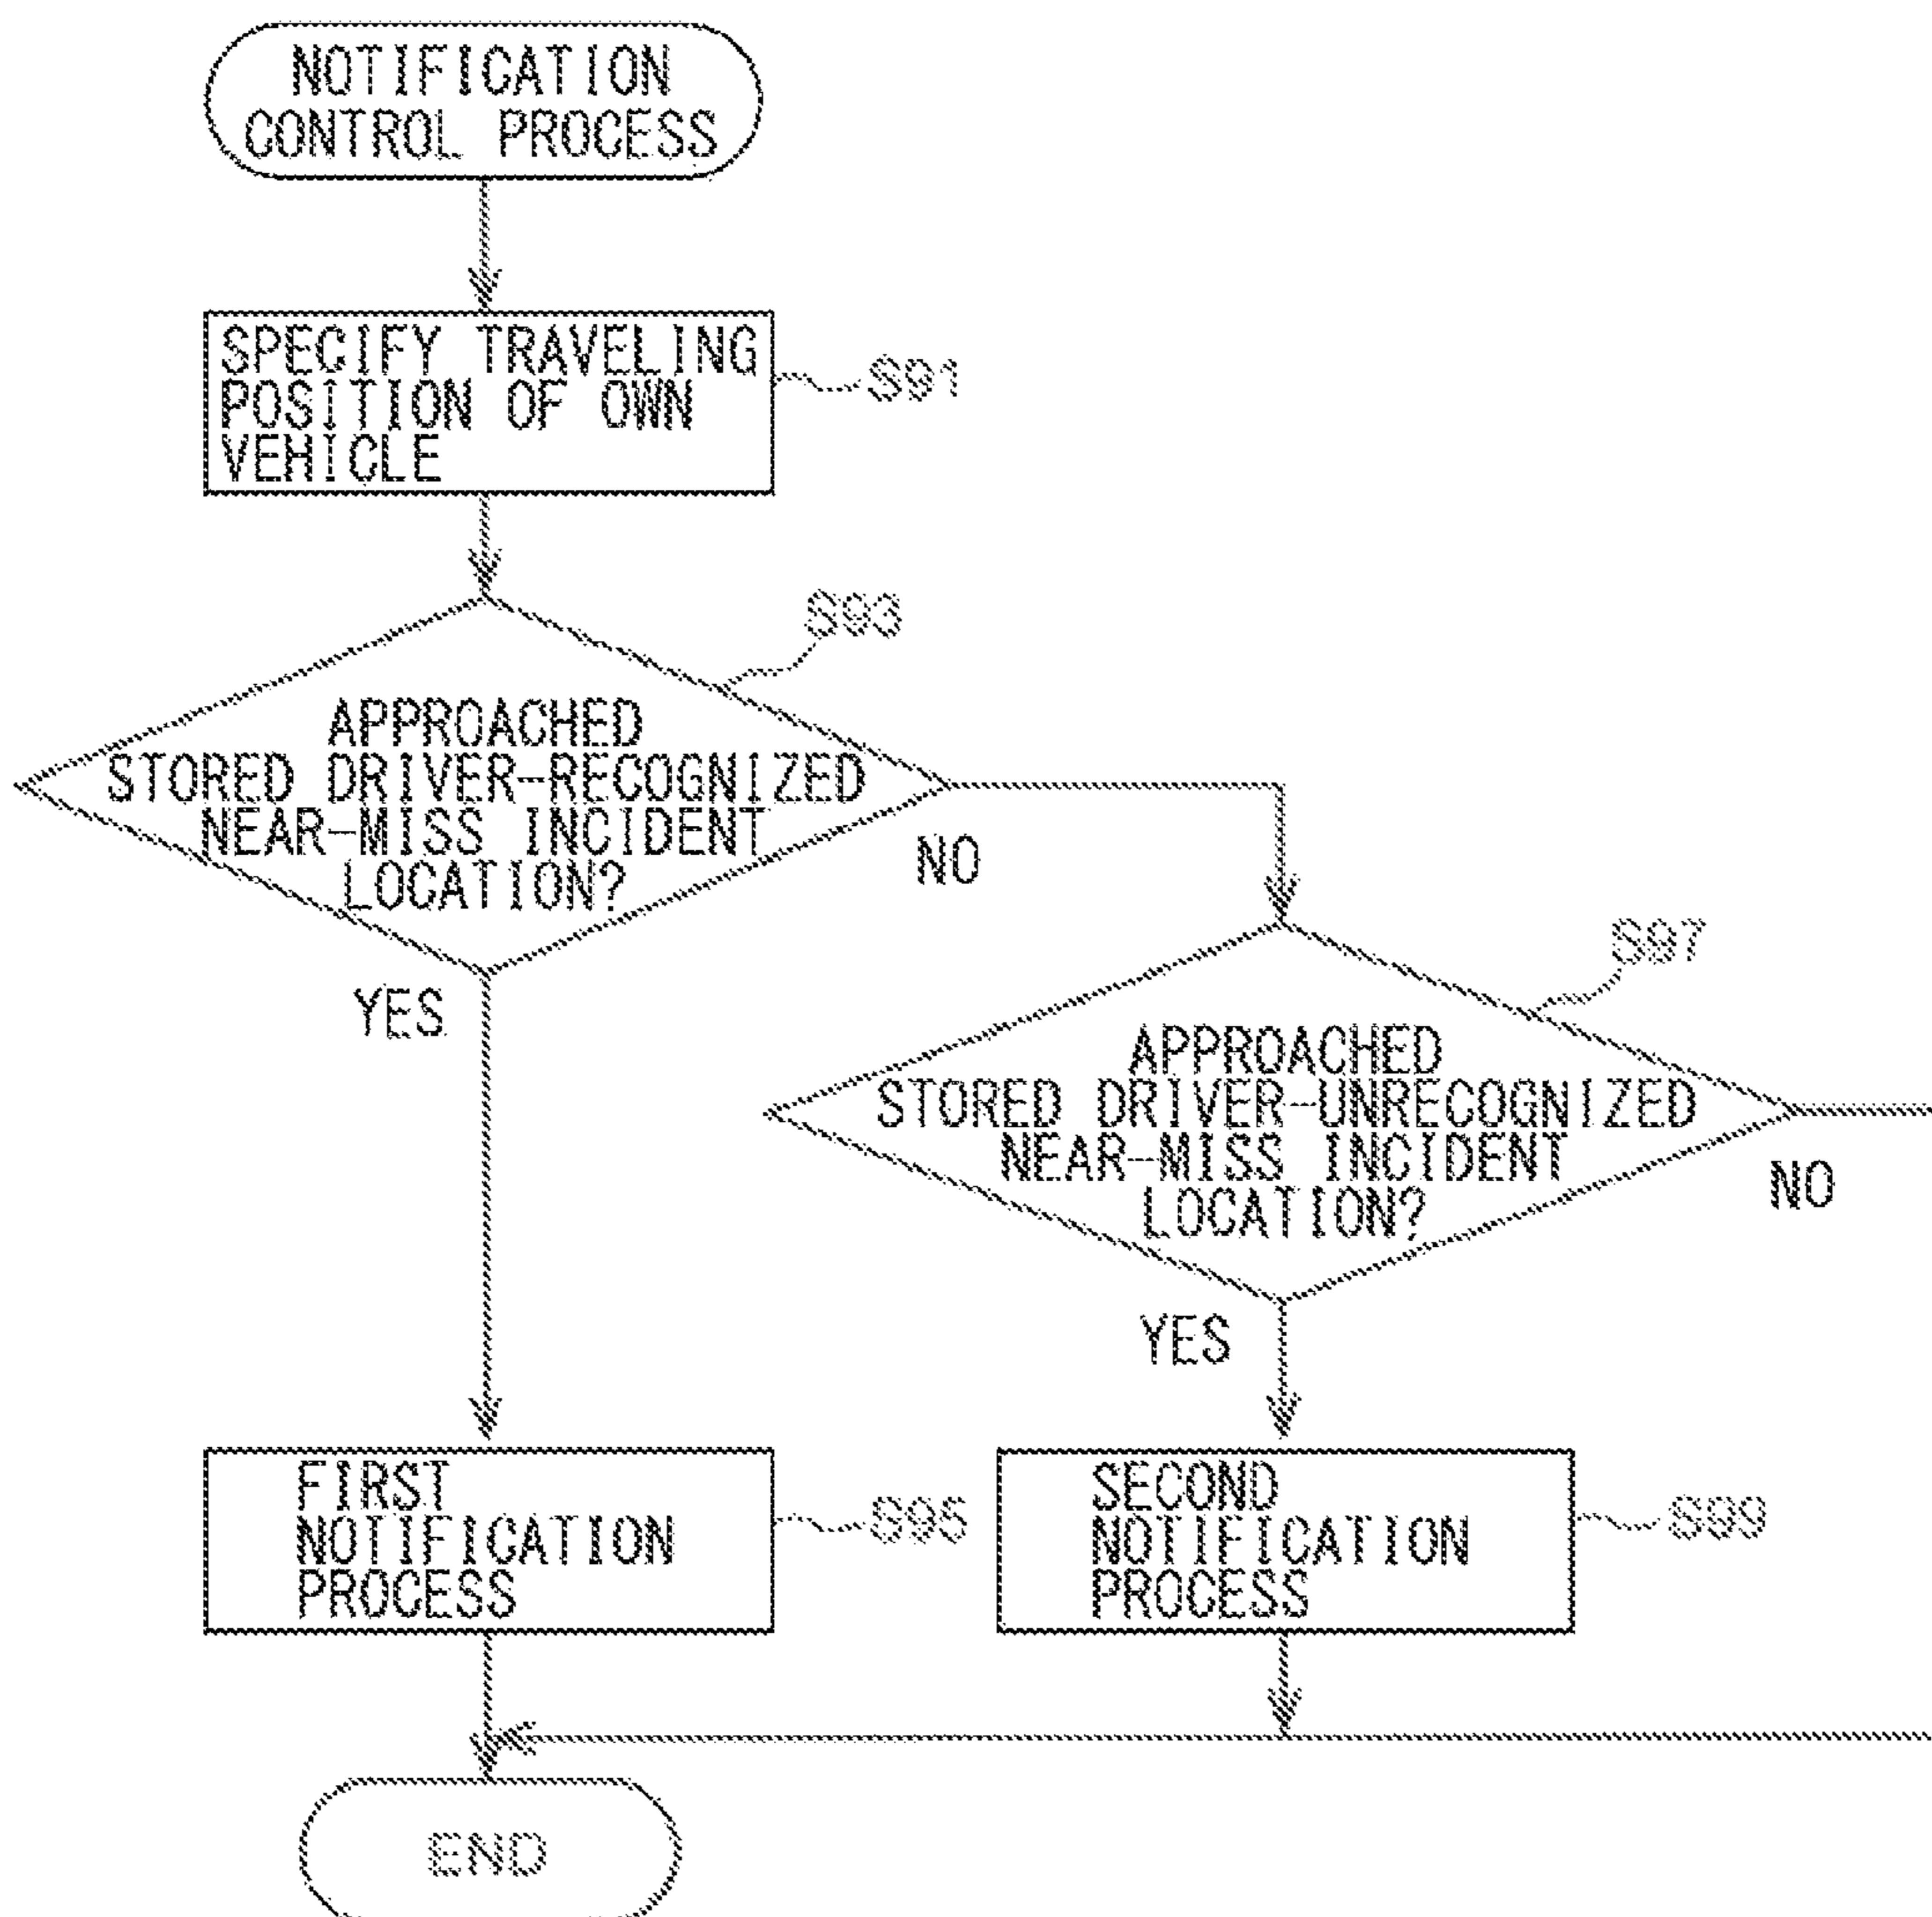 NOTIFICATION
CONTROL PROCESS
SPECIFY TRAVELING
POSITION OF OWN
VEHICLE
S91
S93
APPROACHED
STORED DRIVER-RECOGNIZED
NEAR-MISS INCIDENT
LOCATION?
NO
YES
S97
APPROACHED
STORED DRIVER-UNRECOGNIZED
NEAR-MISS INCIDENT
LOCATION?
NO
YES
FIRST
NOTIFICATION
PROCESS
S95
SECOND
NOTIFICATION
PROCESS
S99
END